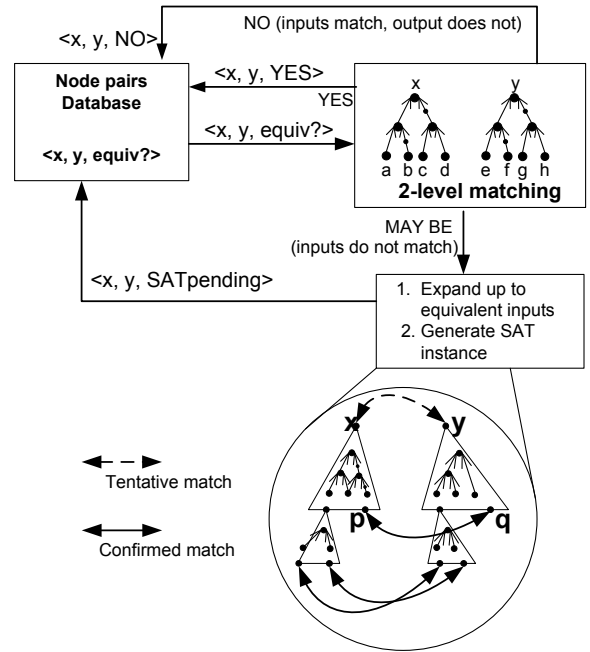 NO (inputs match, output does not)
<x, y, NO>
Node pairs
Database
<x, y, equiv?>
<x, y, YES>
YES
<x, y, equiv?>
x y
a b c d e f g h
2-level matching
MAY BE
(inputs do not match)
<x, y, SATpending>
1. Expand up to
equivalent inputs
2. Generate SAT
instance
x y
p q
Tentative match
Confirmed match